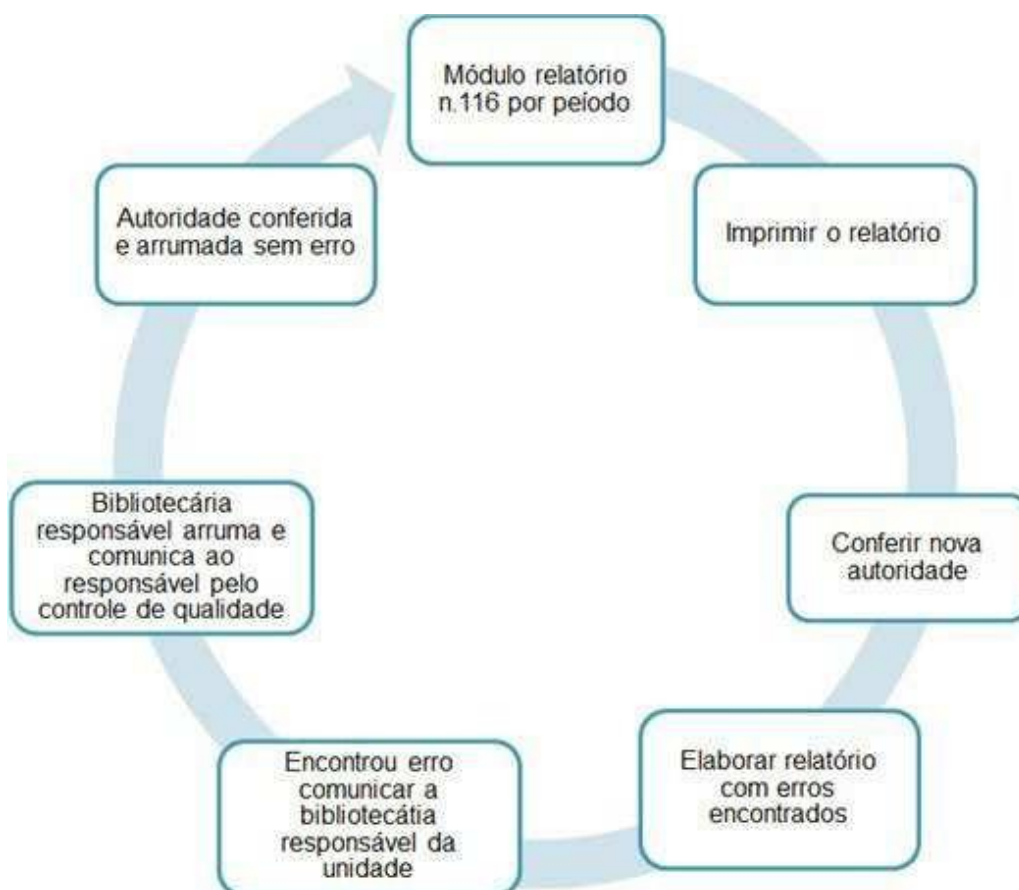 Módulo relatório
n.116 por peíodo
Imprimir o relatório
Conferir nova
autoridade
Elaborar relatório
com erros
encontrados
Encontrou erro
comunicar a
bibliotecátia
responsável da
unidade
Bibliotecária
responsável arruma e
comunica ao
responsável pelo
controle de qualidade
Autoridade conferida
e arrumada sem erro